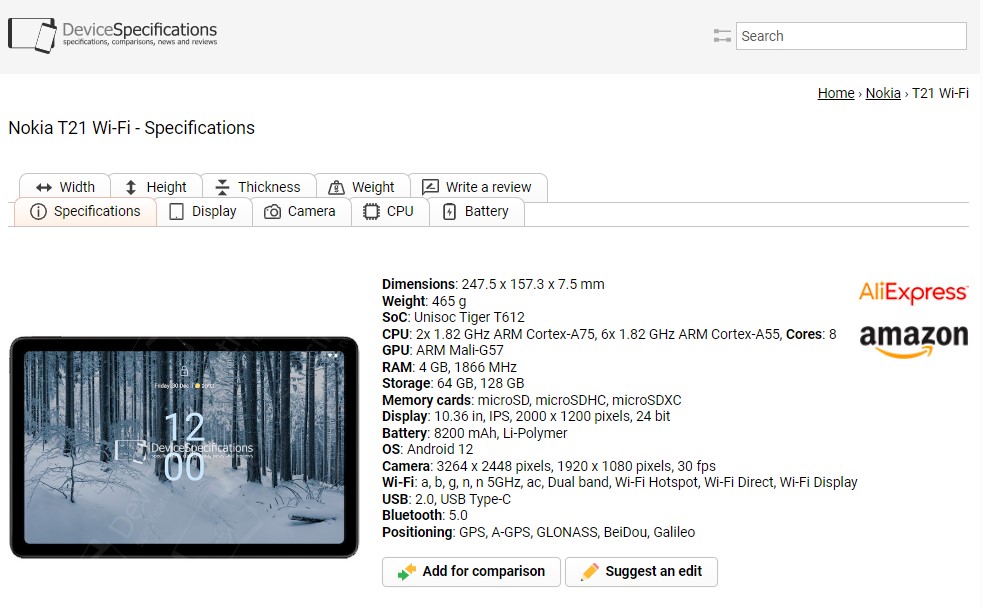 DeviceSpecifications
specifications, comparisons, news and reviews
Search
Home › Nokia › T21 Wi-Fi
Nokia T21 Wi-Fi - Specifications
Width Height Thickness Weight Write a review
Specifications Display Camera CPU Battery
Dimensions: 247.5 x 157.3 x 7.5 mm
Weight: 465 g
SoC: Unisoc Tiger T612
CPU: 2x 1.82 GHz ARM Cortex-A75, 6x 1.82 GHz ARM Cortex-A55, Cores: 8
GPU: ARM Mali-G57
RAM: 4 GB, 1866 MHz
Storage: 64 GB, 128 GB
Memory cards: microSD, microSDHC, microSDXC
Display: 10.36 in, IPS, 2000 x 1200 pixels, 24 bit
Battery: 8200 mAh, Li-Polymer
OS: Android 12
Camera: 3264 x 2448 pixels, 1920 x 1080 pixels, 30 fps
Wi-Fi: a, b, g, n, n 5GHz, ac, Dual band, Wi-Fi Hotspot, Wi-Fi Direct, Wi-Fi Display
USB: 2.0, USB Type-C
Bluetooth: 5.0
Positioning: GPS, A-GPS, GLONASS, BeiDou, Galileo
AliExpress
amazon
Friday, 30 Dec
12
00
DeviceSpecifications
Add for comparison Suggest an edit